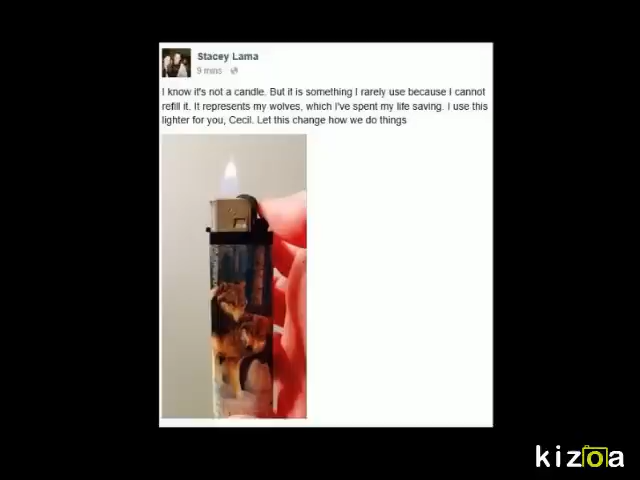 Stacey Lama
9 mins
I know it's not a candle. But it is something I rarely use because I cannot
refill it. It represents my wolves, which I've spent my life saving. I use this
lighter for you, Cecil. Let this change how we do things
kizoa